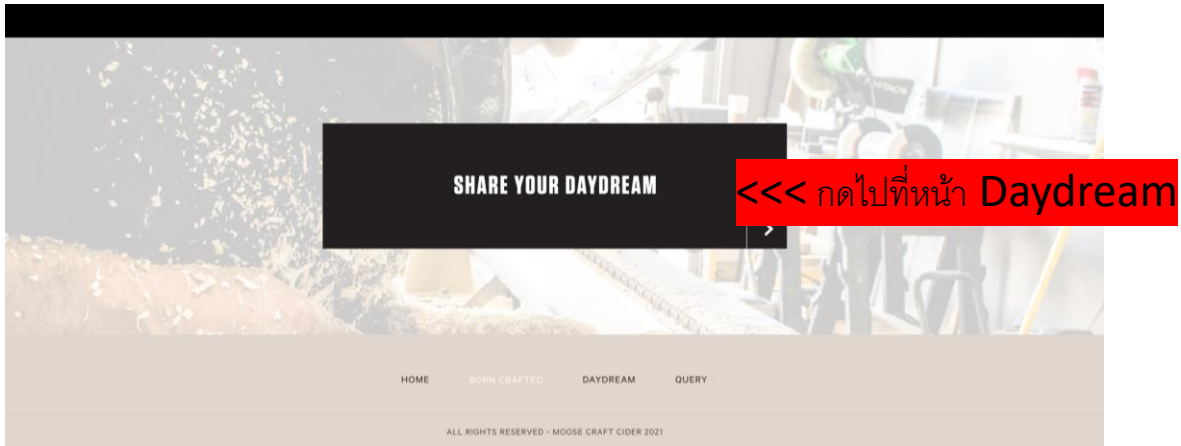 SHARE YOUR DAYDREAM
<<< กดไปที่หน้า Daydream
HITACHI
HOME BORN CRAFTED DAYDREAM QUERY
ALL RIGHTS RESERVED - MOOSE CRAFT CIDER 2021